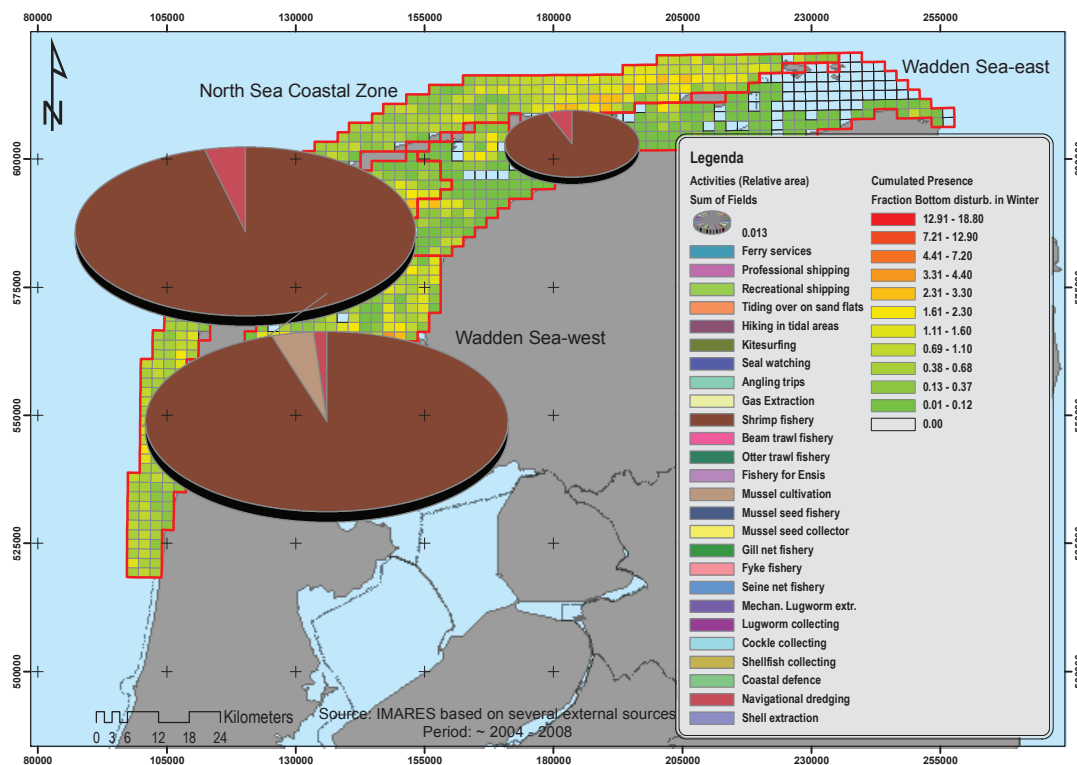 80000 105000 130000 155000 180000 205000 230000 255000
North Sea Coastal Zone
Wadden Sea-east
N
600000
575000
Wadden Sea-west
550000
525000
500000
Legenda
Activities (Relative area)
Sum of Fields
0.013
Ferry services
Professional shipping
Recreational shipping
Tiding over on sand flats
Hiking in tidal areas
Kitesurfing
Seal watching
Angling trips
Gas Extraction
Shrimp fishery
Beam trawl fishery
Otter trawl fishery
Fishery for Ensis
Mussel cultivation
Mussel seed fishery
Mussel seed collector
Gill net fishery
Fyke fishery
Seine net fishery
Mechan. Lugworm extr.
Lugworm collecting
Cockle collecting
Shellfish collecting
Coastal defence
Navigational dredging
Shell extraction
Cumulated Presence
Fraction Bottom disturb. in Winter
12.91 - 18.80
7.21 - 12.90
4.41 - 7.20
3.31 - 4.40
2.31 - 3.30
1.61 - 2.30
1.11 - 1.60
0.69 - 1.10
0.38 - 0.68
0.13 - 0.37
0.01 - 0.12
0.00
Kilometers
0 3 6 12 18 24
Source: IMARES based on several external sources
Period: ~ 2004 - 2008
80000 105000 130000 155000 180000 205000 230000 255000